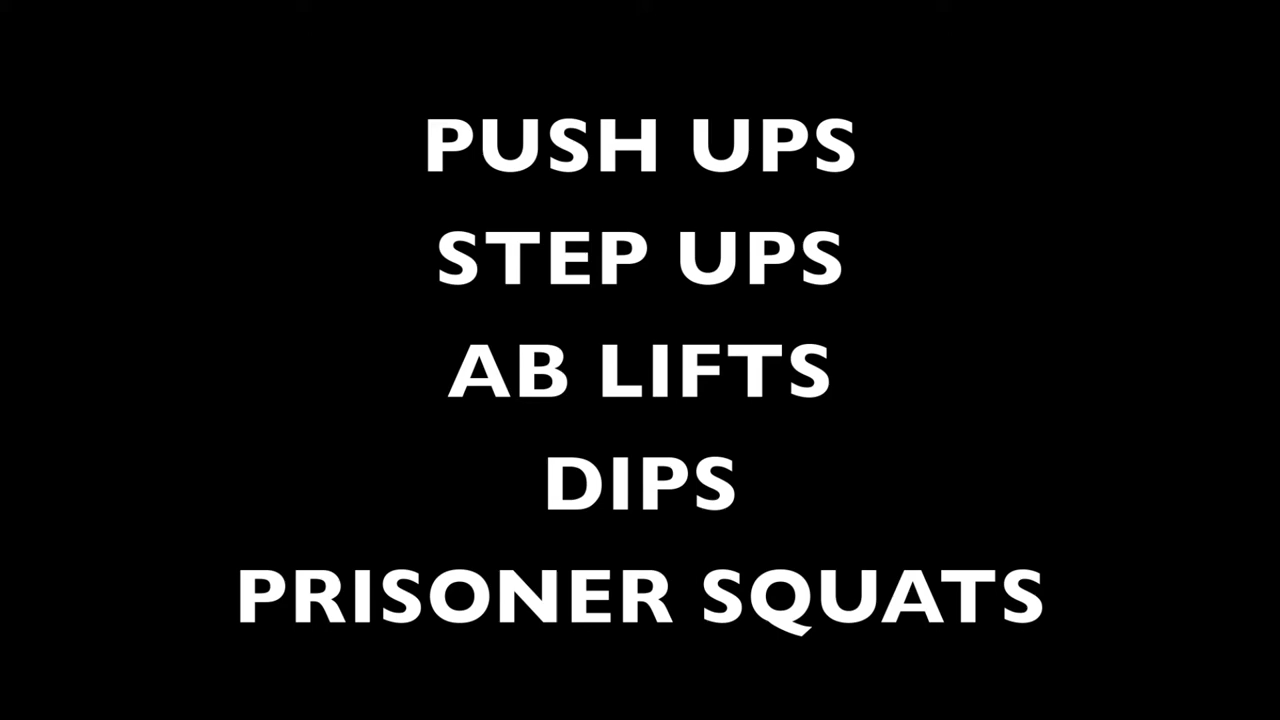 PUSH UPS
STEP UPS
AB LIFTS
DIPS
PRISONER SQUATS